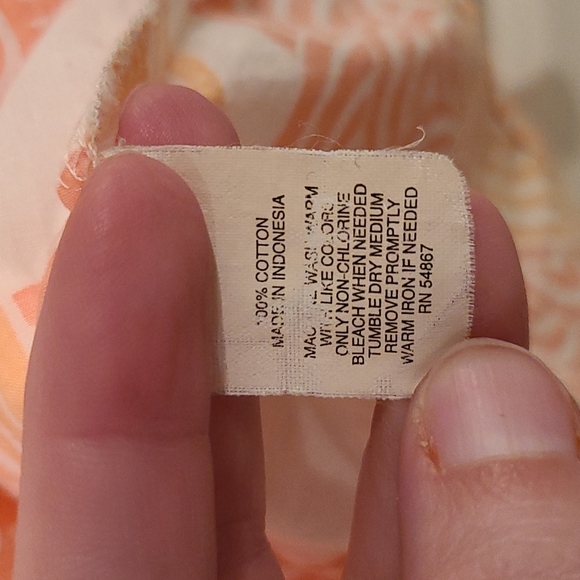 100% COTTON
MADE IN INDONESIA
MACHINE WASH WARM
WITH LIKE COLORS
ONLY NON-CHLORINE
BLEACH WHEN NEEDED
TUMBLE DRY MEDIUM
REMOVE PROMPTLY
WARM IRON IF NEEDED
RN 54867